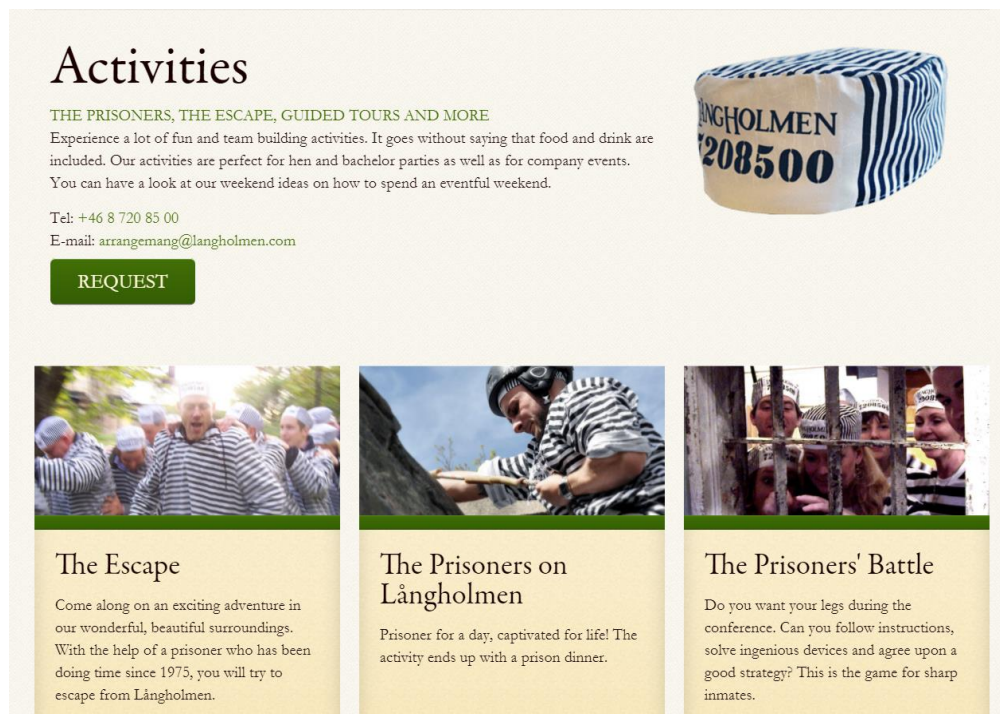 Activities
LÅNGHOLMEN
7208500
THE PRISONERS, THE ESCAPE, GUIDED TOURS AND MORE
Experience a lot of fun and team building activities. It goes without saying that food and drink are
included. Our activities are perfect for hen and bachelor parties as well as for company events.
You can have a look at our weekend ideas on how to spend an eventful weekend.
Tel: +46 8 720 85 00
E-mail: arrangemang@langholmen.com
REQUEST
The Escape
Come along on an exciting adventure in
our wonderful, beautiful surroundings.
With the help of a prisoner who has been
doing time since 1975, you will try to
escape from Långholmen.
The Prisoners on
Långholmen
Prisoner for a day, captivated for life! The
activity ends up with a prison dinner.
The Prisoners' Battle
Do you want your legs during the
conference. Can you follow instructions,
solve ingenious devices and agree upon a
good strategy? This is the game for sharp
inmates.